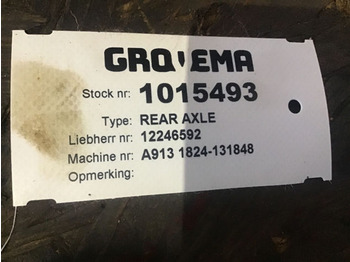 GROVEMA
Stock nr: 1015493
Type: REAR AXLE
Liebherr nr: 12246592
Machine nr: A913 1824-131848
Opmerking: